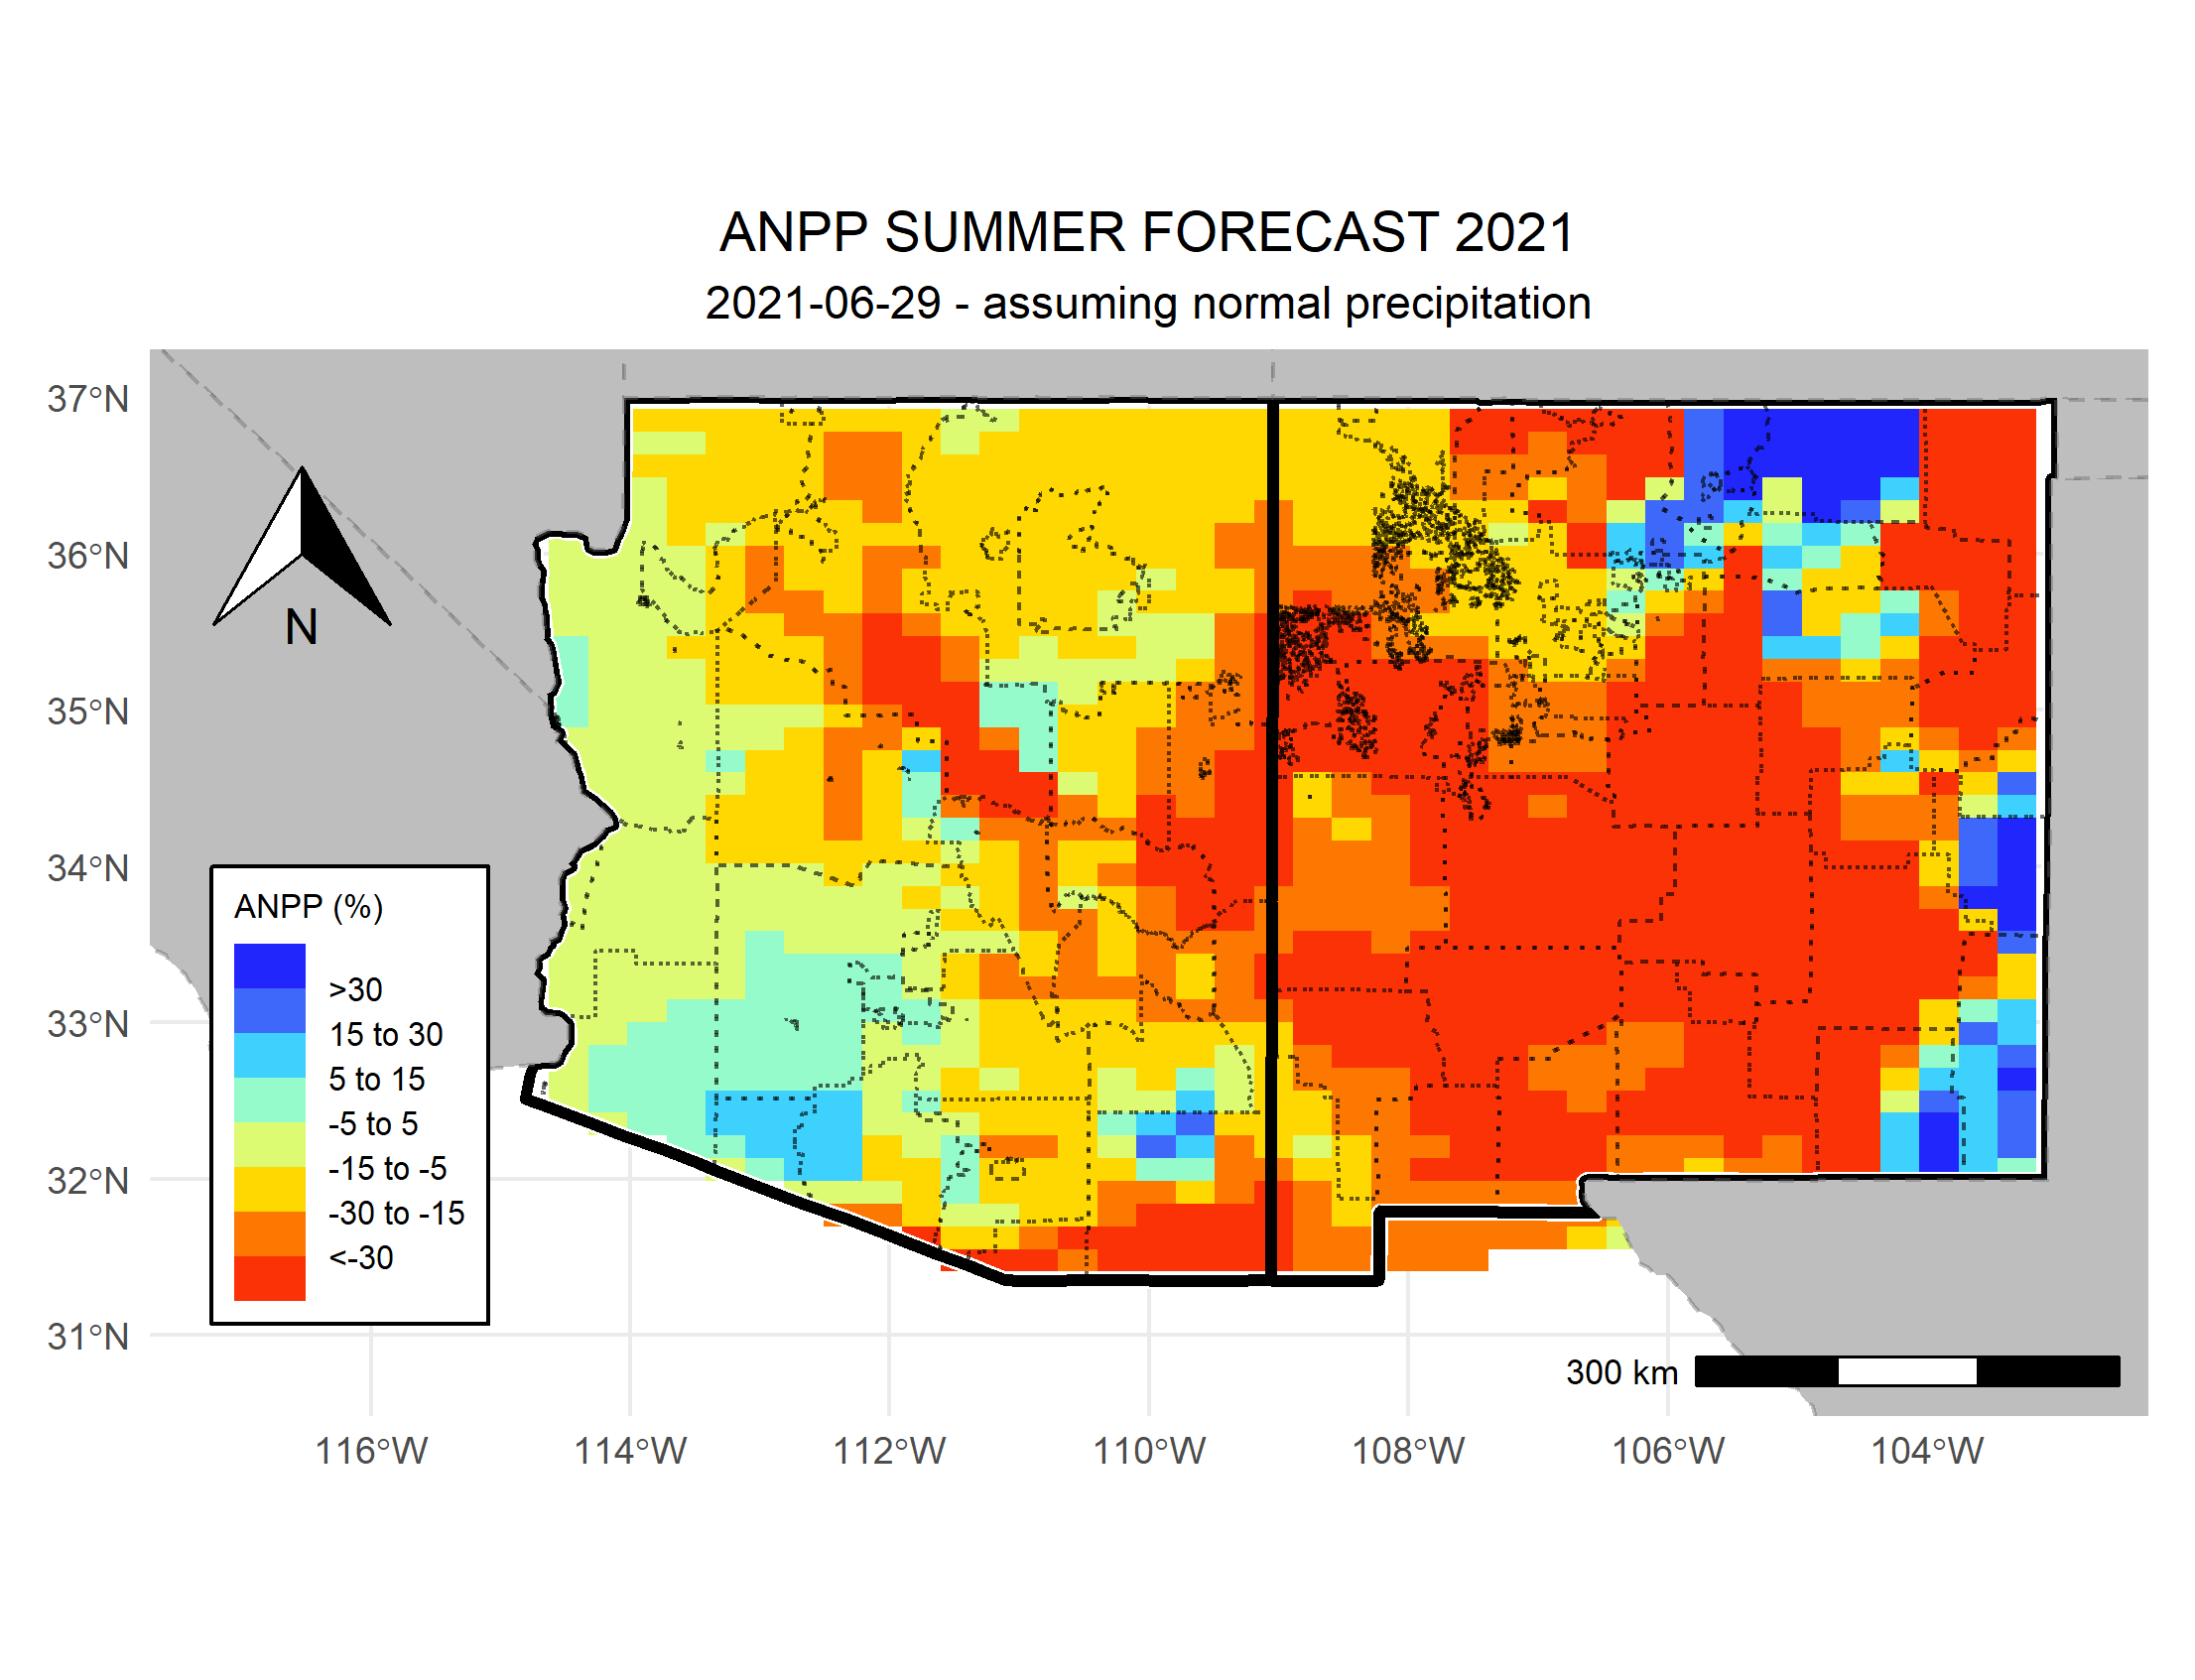 ANPP SUMMER FORECAST 2021
2021-06-29 - assuming normal precipitation
37°N
36°N
35°N
34°N
33°N
32°N
31°N
N
ANPP (%)
>30
15 to 30
5 to 15
-5 to 5
-15 to -5
-30 to -15
<-30
300 km
116°W
114°W
112°W
110°W
108°W
106°W
104°W